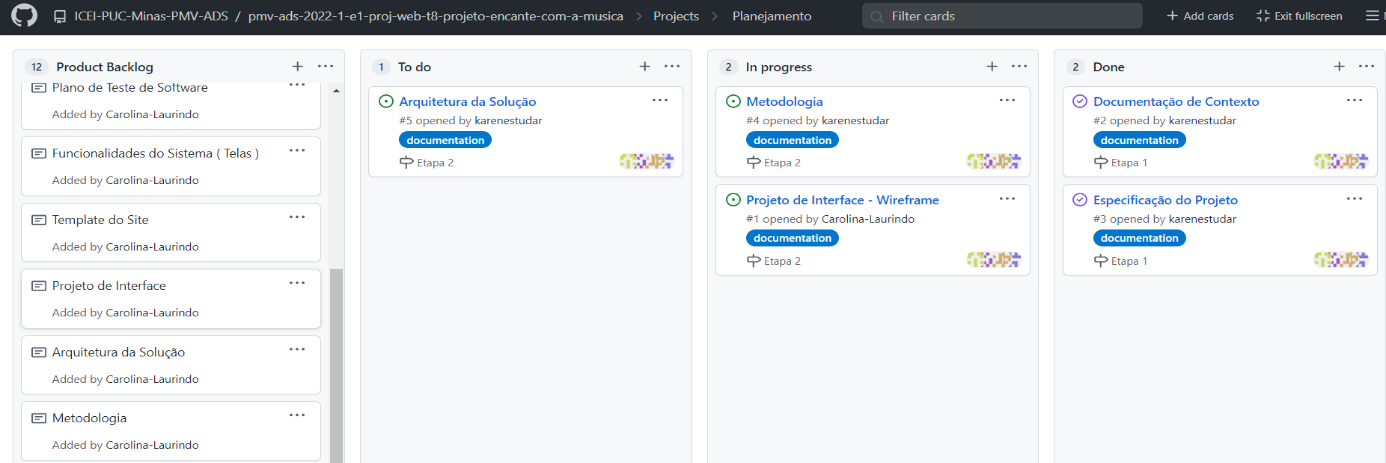 ICEI-PUC-Minas-PMV-ADS / pmv-ads-2022-1-e1-proj-web-t8-projeto-encante-com-a-musica > Projects > Planejamento
Filter cards
+ Add cards
Exit fullscreen
12 Product Backlog
Plano de Teste de Software
Added by Carolina-Laurindo
Funcionalidades do Sistema ( Telas )
Added by Carolina-Laurindo
Template do Site
Added by Carolina-Laurindo
Projeto de Interface
Added by Carolina-Laurindo
Arquitetura da Solução
Added by Carolina-Laurindo
Metodologia
Added by Carolina-Laurindo
1 To do
Arquitetura da Solução
#5 opened by karenestudar
documentation
Etapa 2
2 In progress
Metodologia
#4 opened by karenestudar
documentation
Etapa 2
Projeto de Interface - Wireframe
#1 opened by Carolina-Laurindo
documentation
Etapa 2
2 Done
Documentação de Contexto
#2 opened by karenestudar
documentation
Etapa 1
Especificação do Projeto
#3 opened by karenestudar
documentation
Etapa 1